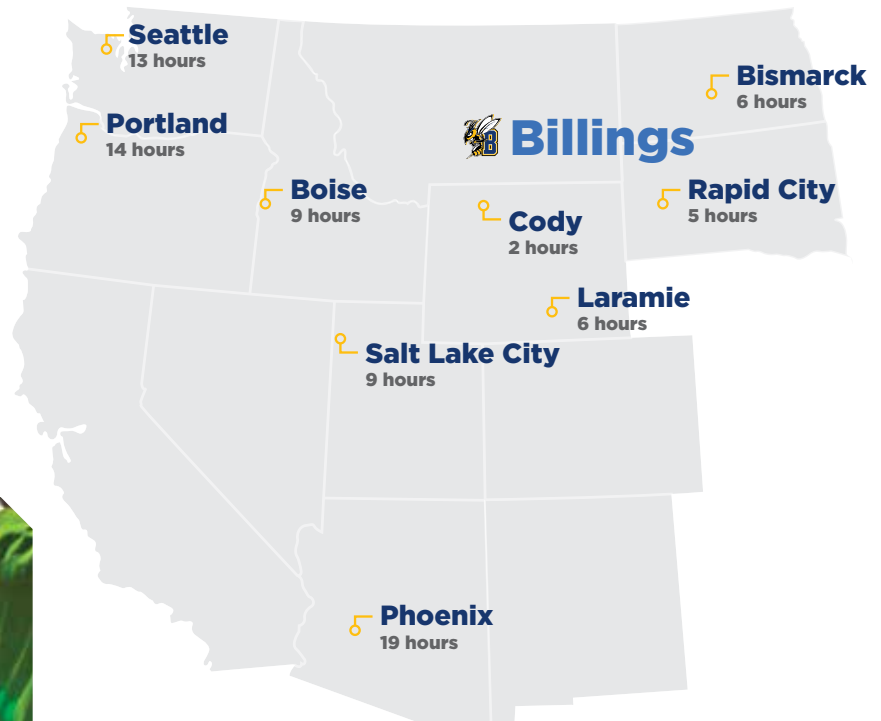 Seattle
13 hours
Bismarck
6 hours
Portland
14 hours
B
Billings
Boise
9 hours
Rapid City
5 hours
Cody
2 hours
Laramie
6 hours
Salt Lake City
9 hours
Phoenix
19 hours